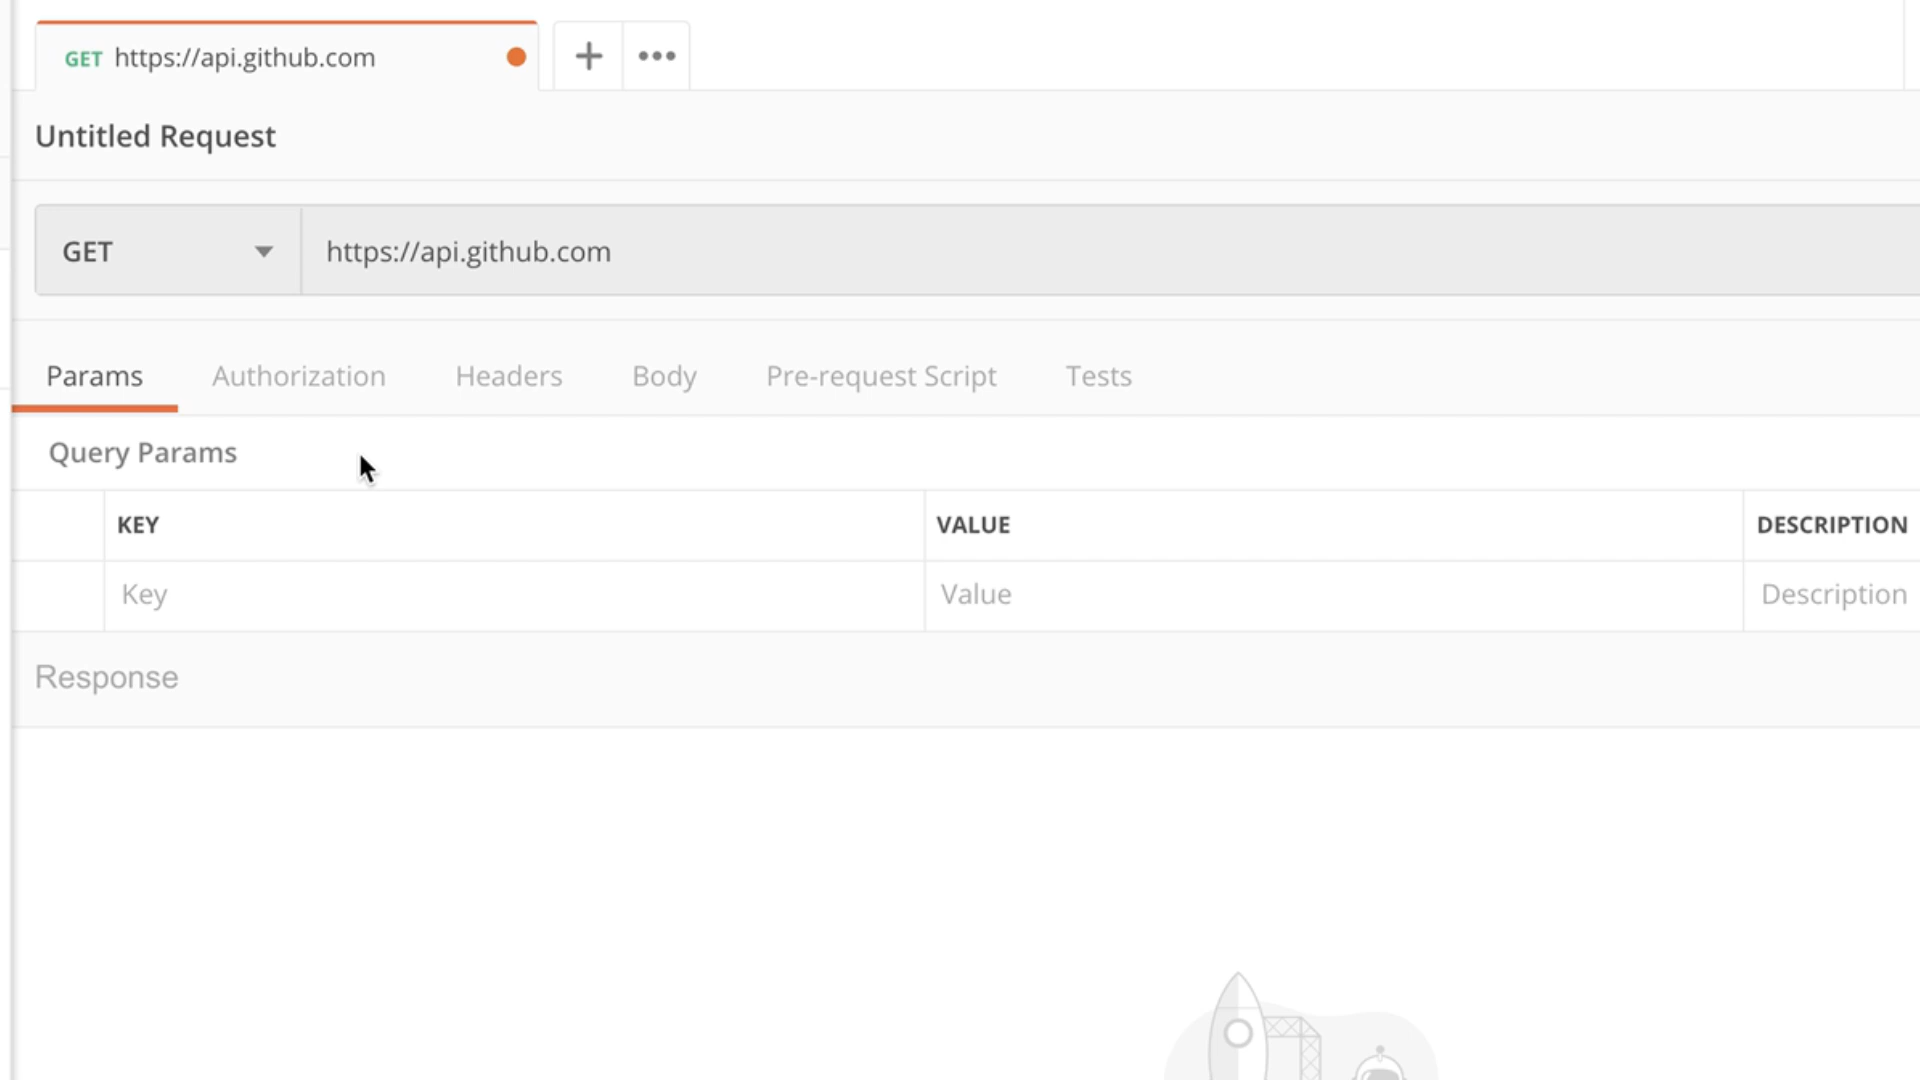 GET https://api.github.com
Untitled Request
GET https://api.github.com
Params Authorization Headers Body Pre-request Script Tests
Query Params
KEY VALUE DESCRIPTION
Key Value Description
Response